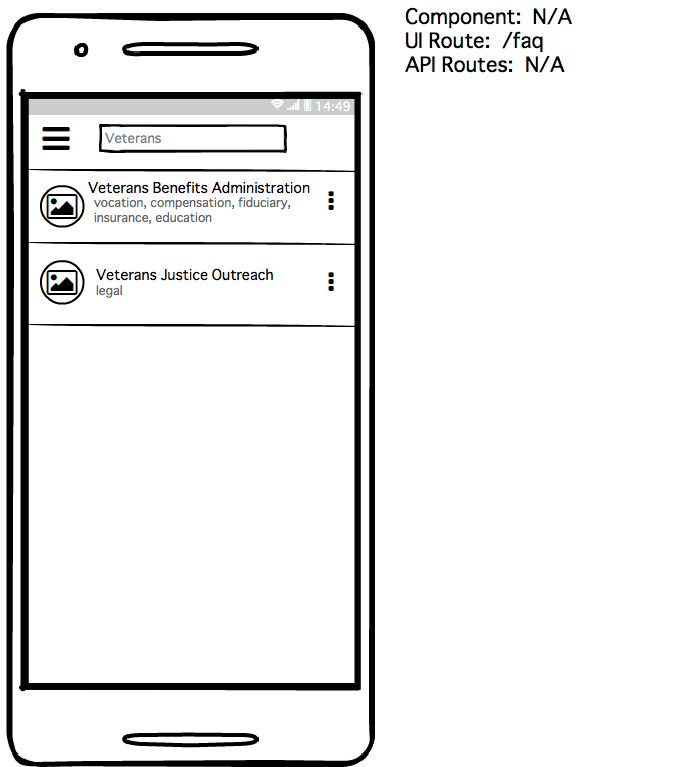 Component: N/A
UI Route: /faq
API Routes: N/A
14:49
Veterans
Veterans Benefits Administration
vocation, compensation, fiduciary,
insurance, education
Veterans Justice Outreach
legal